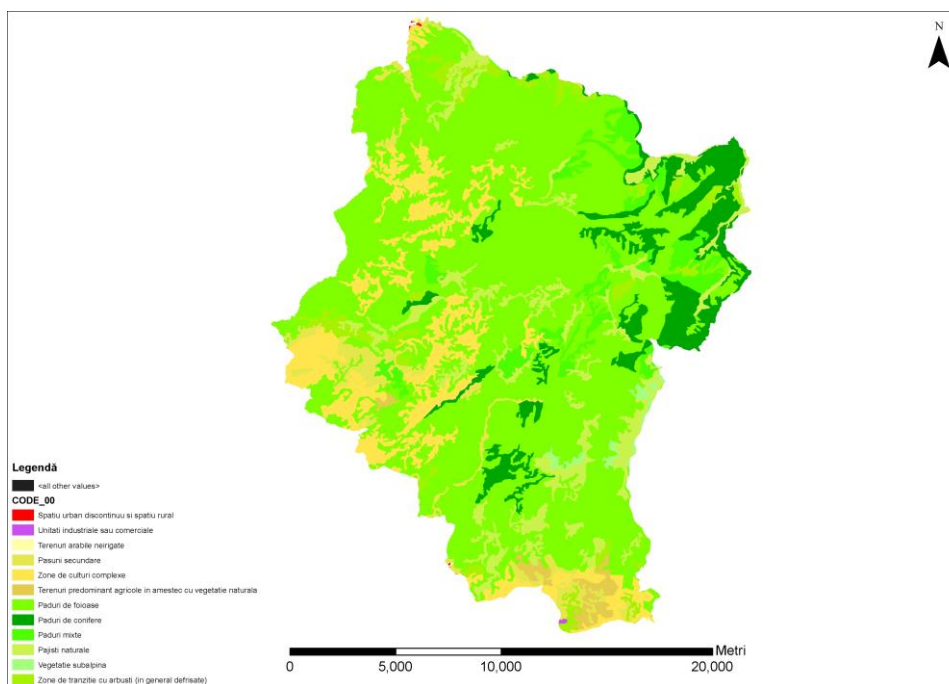 N
Legendă
<all other values>
CODE_00
Spatiu urban discontinuu si spatiu rural
Unitati industriale sau comerciale
Terenuri arabile neirigate
Pasuni secundare
Zone de culturi complexe
Terenuri predominant agricole in amestec cu vegetatie naturala
Paduri de foioase
Paduri de conifere
Paduri mixte
Pajisti naturale
Vegetatie subalpina
Zone de tranzitie cu arbusti (in general defrisate)
Metri
0 5,000 10,000 20,000